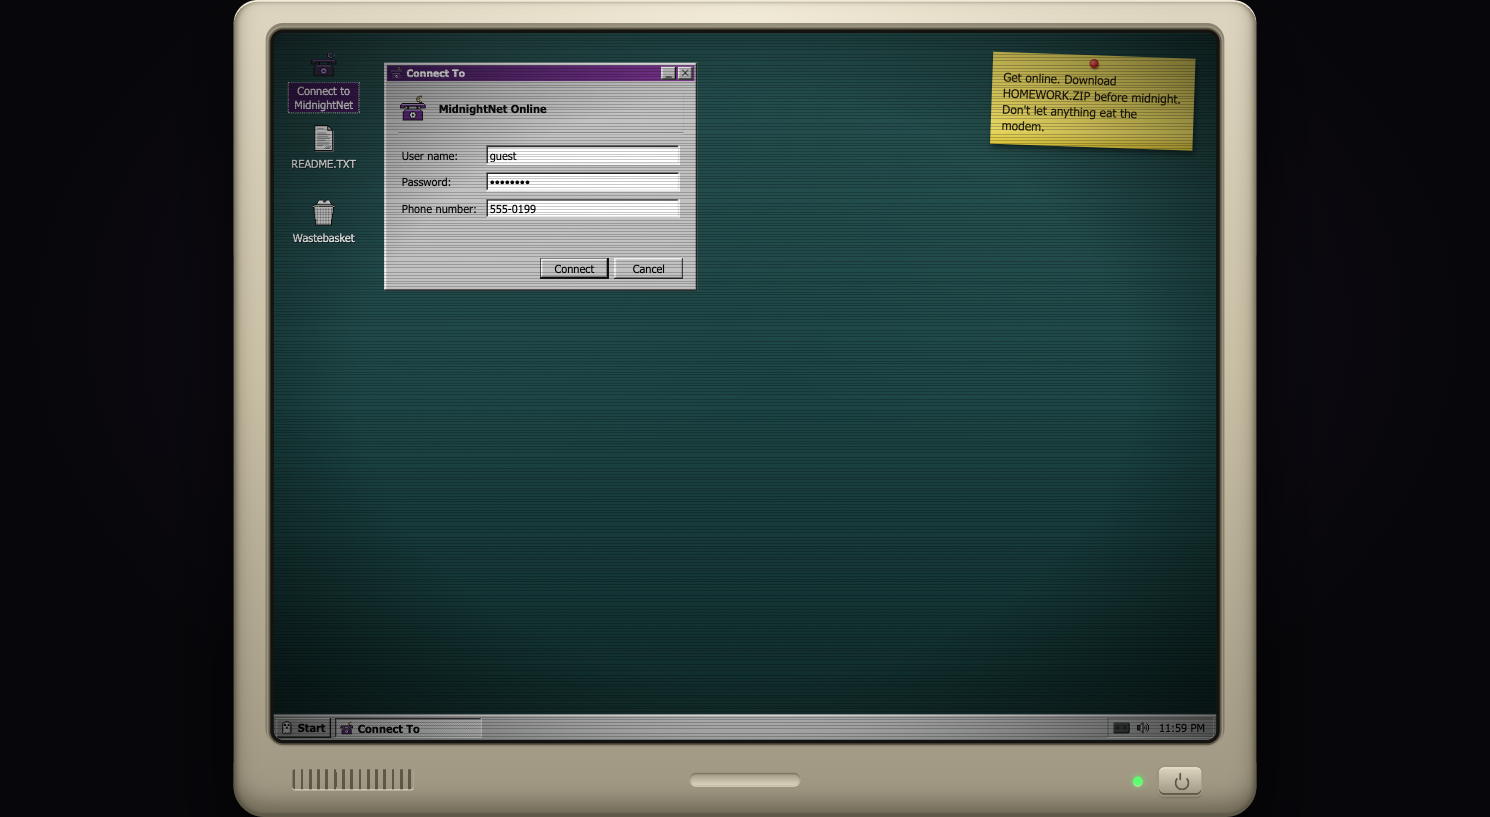 Connect to
MidnightNet
README.TXT
Wastebasket
Connect To
MidnightNet Online
User name:
guest
Password:
••••••••
Phone number:
555-0199
Connect
Cancel
Get online. Download
HOMEWORK.ZIP before midnight.
Don't let anything eat the
modem.
Start
Connect To
11:59 PM